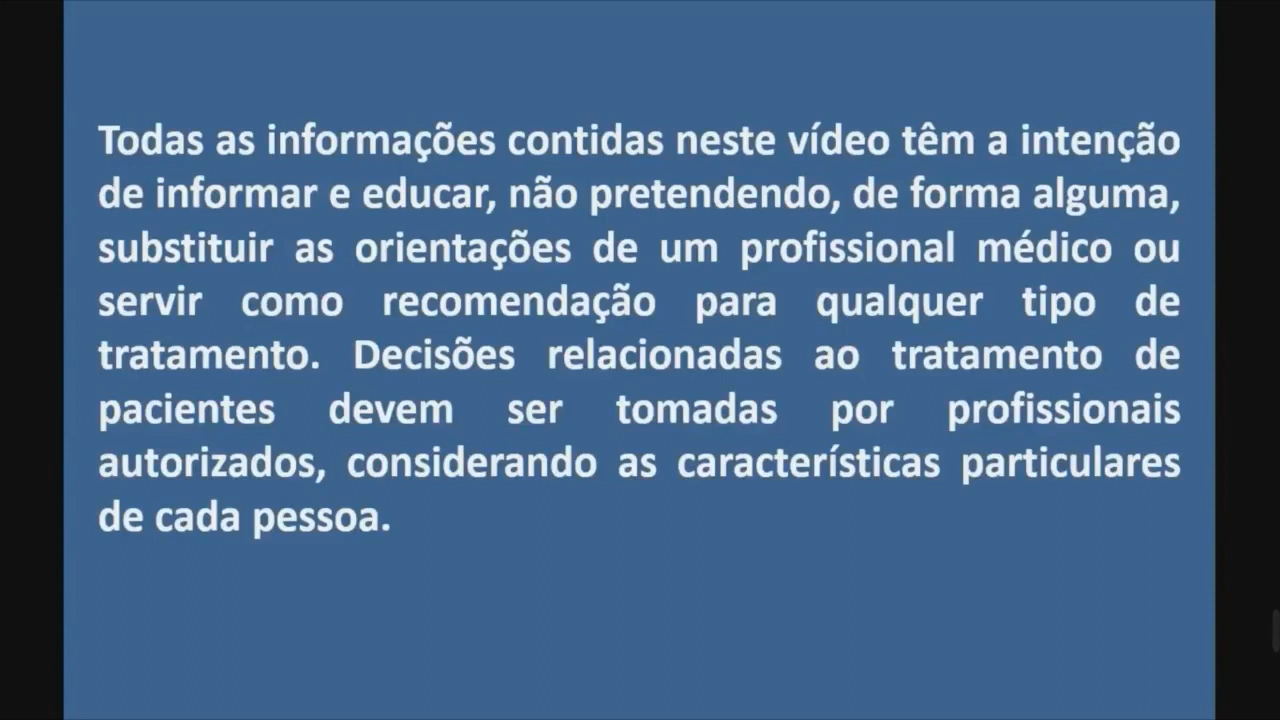 Todas as informações contidas neste vídeo têm a intenção
de informar e educar, não pretendendo, de forma alguma,
substituir as orientações de um profissional médico ou
servir como recomendação para qualquer tipo de
tratamento. Decisões relacionadas ao tratamento de
pacientes devem ser tomadas por profissionais
autorizados, considerando as características particulares
de cada pessoa.